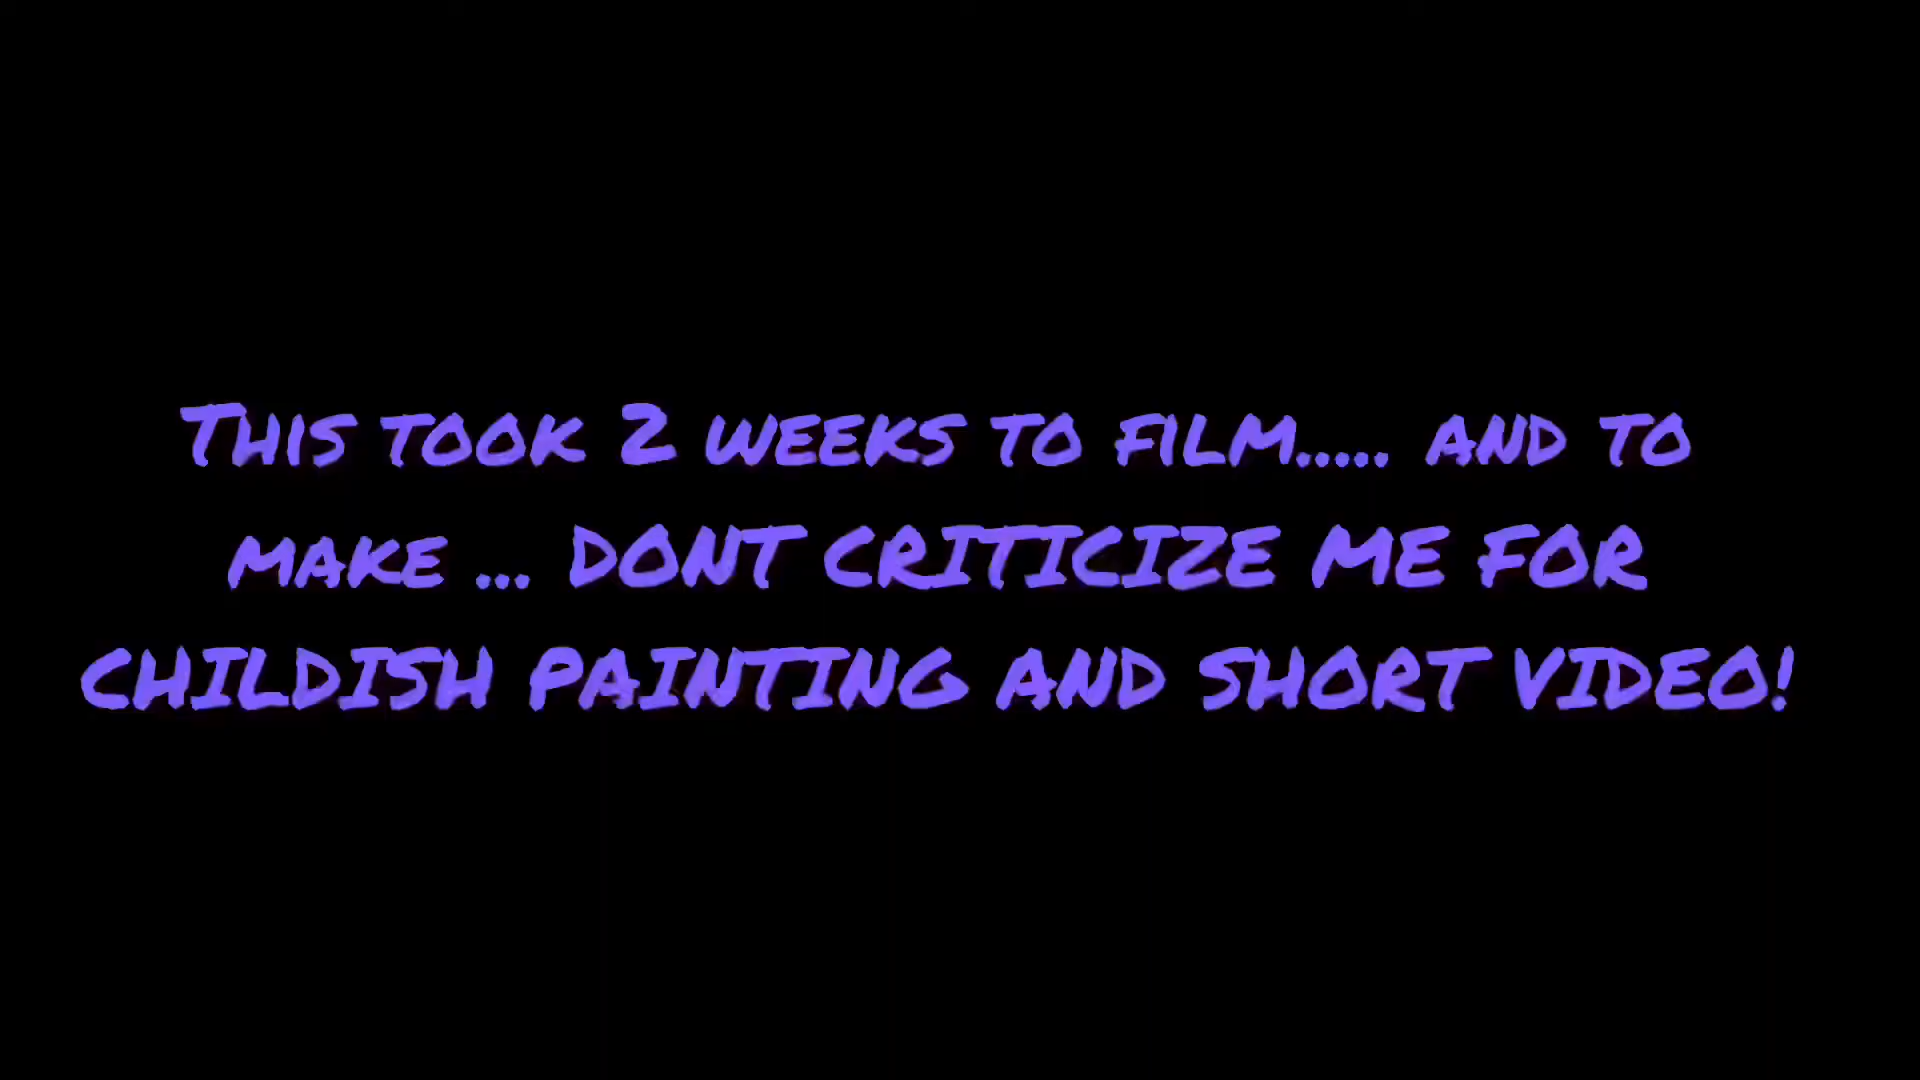 This took 2 weeks to film..... and to
make ... DONT CRITICIZE ME FOR
CHILDISH PAINTING AND SHORT VIDEO!